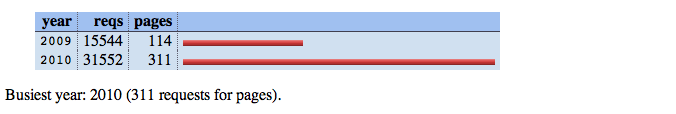 year reqs pages
2009 15544 114
2010 31552 311
Busiest year: 2010 (311 requests for pages).